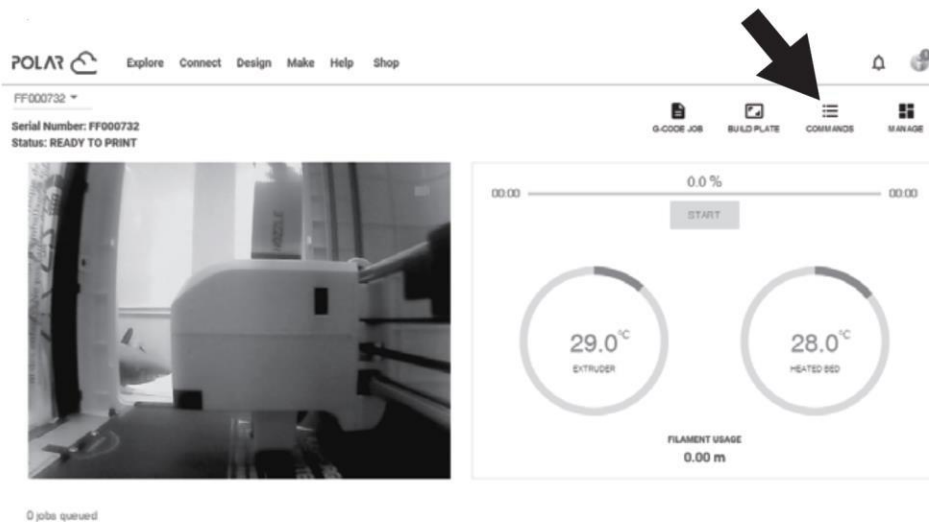 POLAR
Explore Connect Design Make Help Shop
FF000732
Serial Number: FF000732
Status: READY TO PRINT
G-CODE JOB BUILD PLATE COMMANDS MANAGE
0.0 %
00:00 00:00
START
NOZZLE
29.0°C
EXTRUDER
28.0°C
HEATED BED
FILAMENT USAGE
0.00 m
0 jobs queued